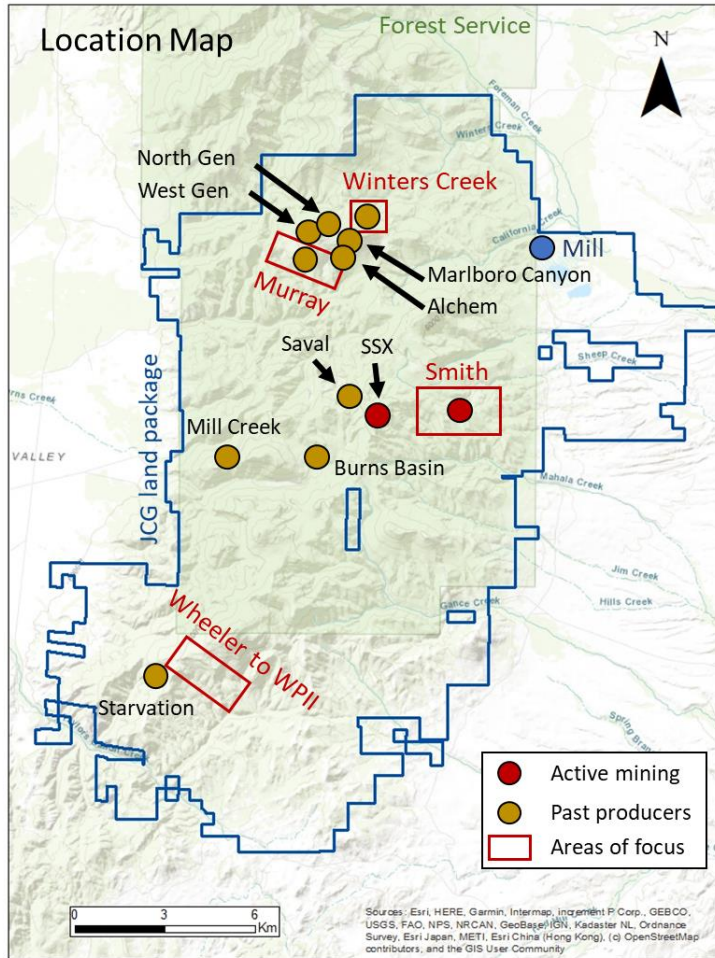 Location Map
Forest Service
N
Foreman Creek
Winters Creek
North Gen
West Gen
Winters Creek
California Creek
Mill
Marlboro Canyon
Alchem
Murray
Saval
SSX
Smith
Sheep Creek
rns Creek
Mill Creek
VALLEY
Burns Basin
JCG land package
Mahala Creek
Jim Creek
Gance Creek
Hills Creek
Wheeler to WPII
Starvation
Spring Bran
Active mining
Past producers
Areas of focus
0 3 6
Km
Sources: Esri, HERE, Garmin, Intermap, increment P Corp., GEBCO,
USGS, FAO, NPS, NRCAN, GeoBase, IGN, Kadaster NL, Ordnance
Survey, Esri Japan, METI, Esri China (Hong Kong), (c) OpenStreetMap
contributors, and the GIS User Community